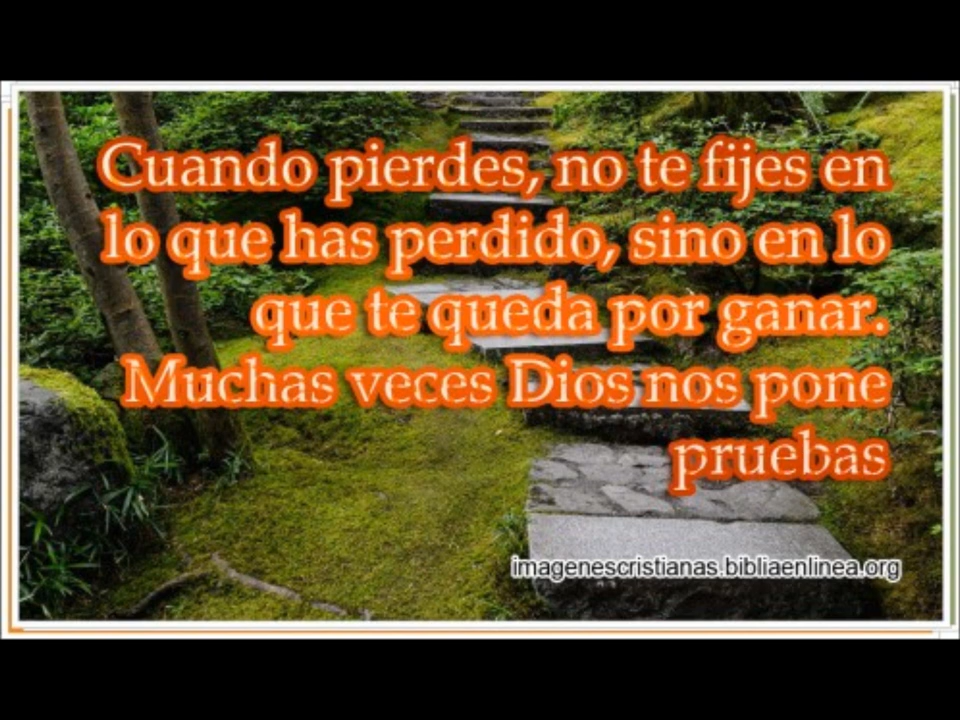 Cuando pierdes, no te fijes en
lo que has perdido, sino en lo
que te queda por ganar.
Muchas veces Dios nos pone
pruebas
imagenescristianas.bibliaenlinea.org